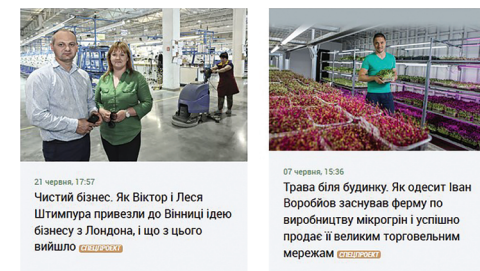 21 червня, 17:57
Чистий бізнес. Як Віктор і Леся
Штимпура привезли до Вінниці ідею
бізнесу з Лондона, і що з цього
вийшло СПЕЦПРОЄКТ
07 червня, 15:36
Трава біля будинку. Як одесит Іван
Воробйов заснував ферму по
виробництву мікрогрін і успішно
продає її великим торговельним
мережам СПЕЦПРОЄКТ